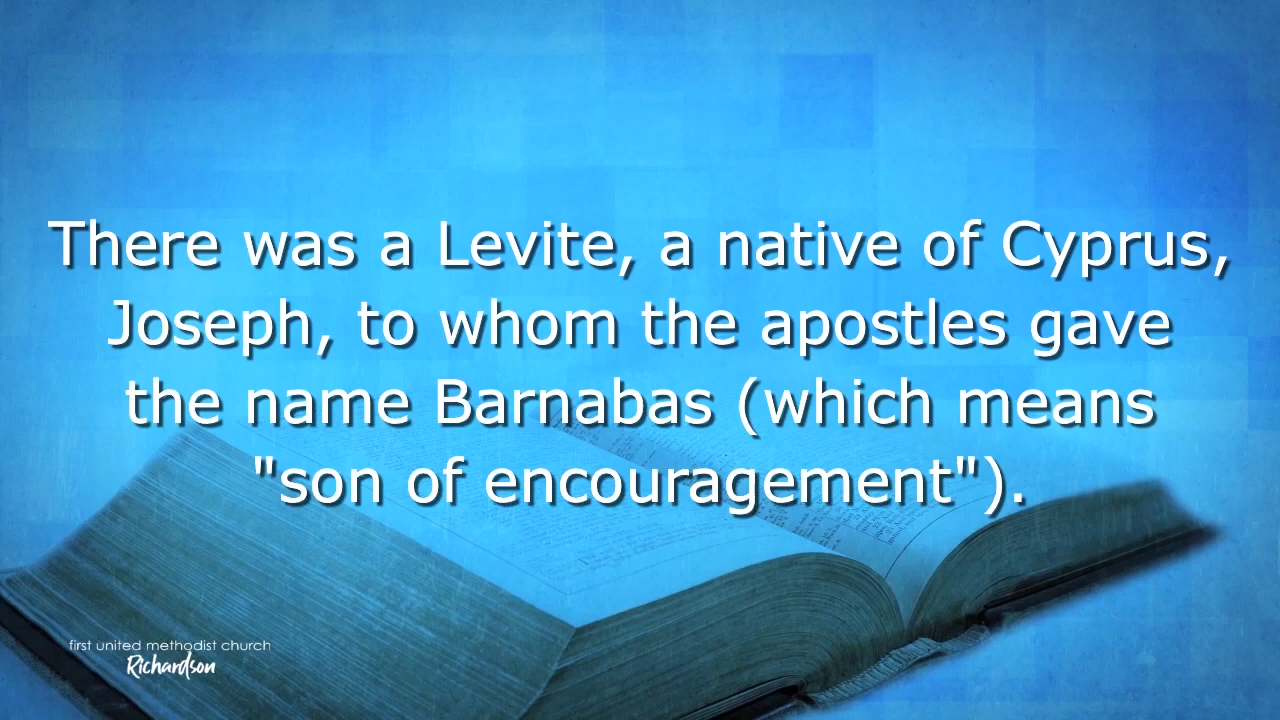 There was a Levite, a native of Cyprus,
Joseph, to whom the apostles gave
the name Barnabas (which means
"son of encouragement").
first united methodist church
Richardson